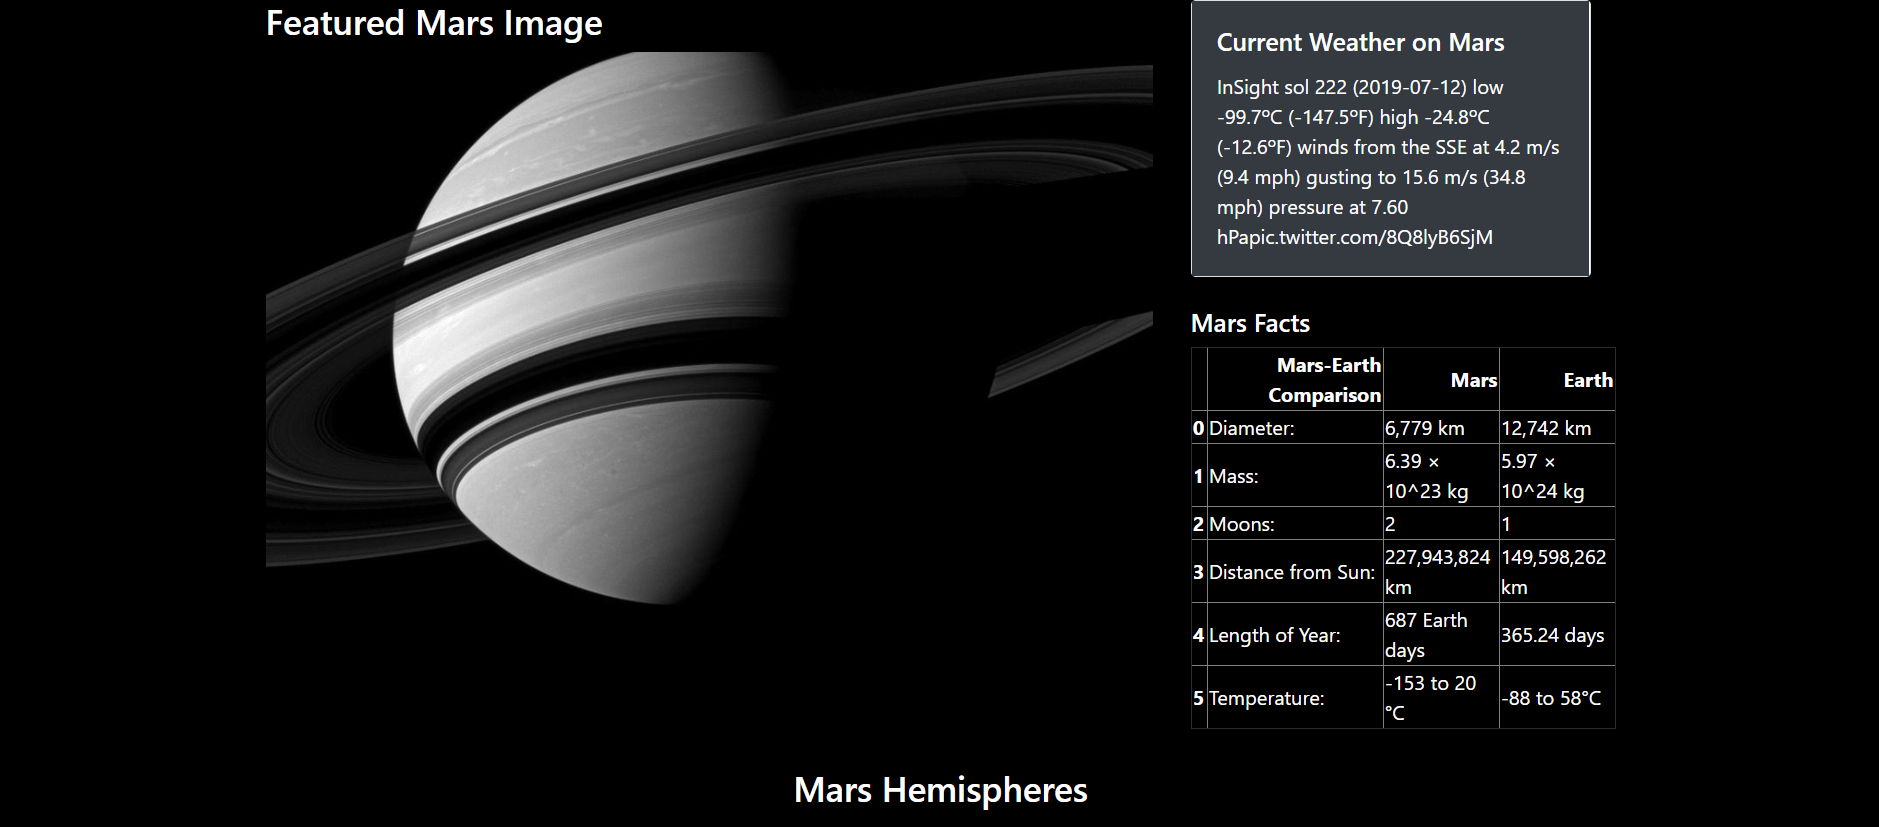 Featured Mars Image
Current Weather on Mars
InSight sol 222 (2019-07-12) low
-99.7ºC (-147.5ºF) high -24.8ºC
(-12.6ºF) winds from the SSE at 4.2 m/s
(9.4 mph) gusting to 15.6 m/s (34.8
mph) pressure at 7.60
hPapic.twitter.com/8Q8lyB6SjM
Mars Facts
Mars-Earth
Comparison
Mars
Earth
0 Diameter: 6,779 km 12,742 km
1 Mass: 6.39 × 5.97 ×
10^23 kg 10^24 kg
2 Moons: 2 1
3 Distance from Sun: 227,943,824 149,598,262
km km
4 Length of Year: 687 Earth 365.24 days
days
5 Temperature: -153 to 20 -88 to 58°C
°C
Mars Hemispheres